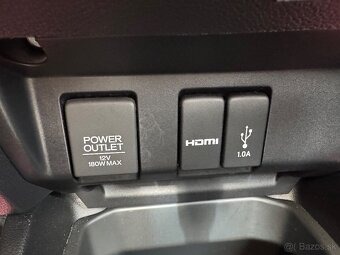 POWER
OUTLET
12V
180W MAX
HDMI
1.0A
Bazos.sk